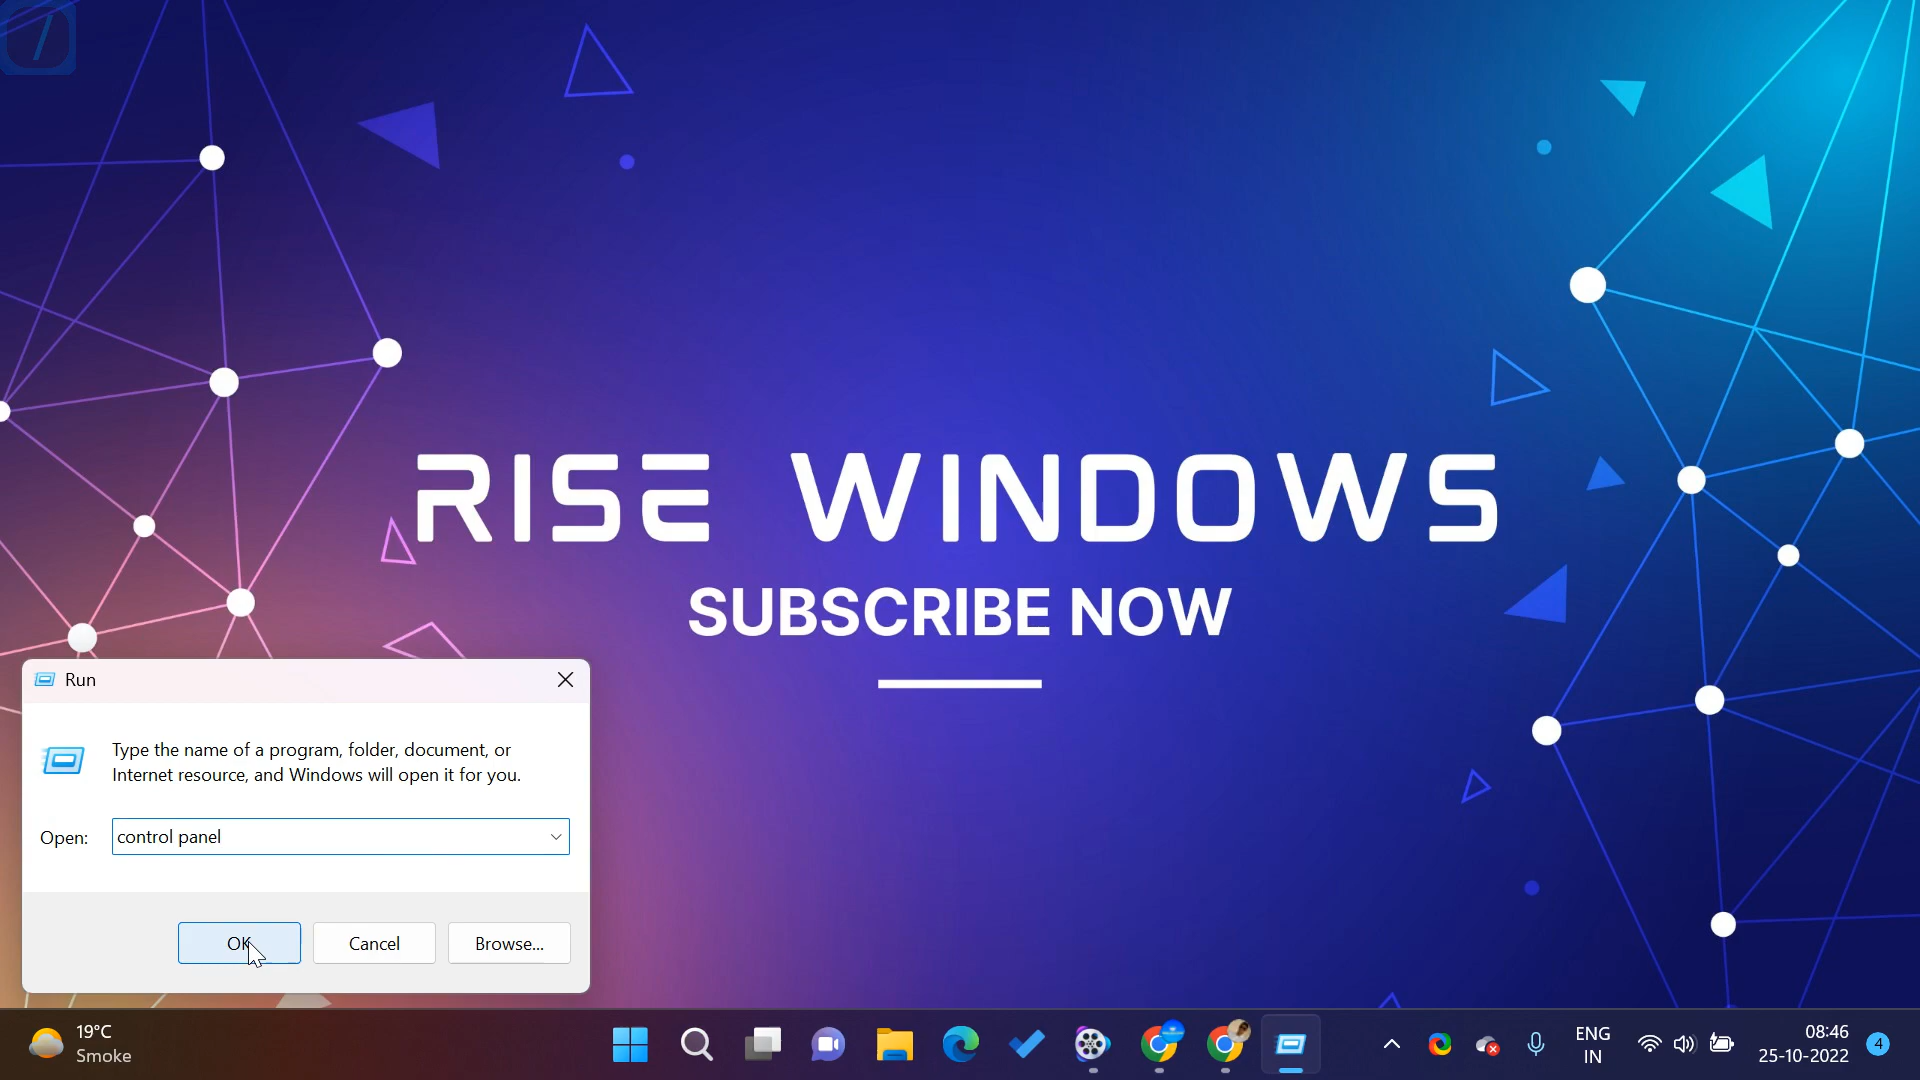 RISE WINDOWS
SUBSCRIBE NOW
Run
Type the name of a program, folder, document, or
Internet resource, and Windows will open it for you.
Open: control panel
OK Cancel Browse...
19°C
Smoke
ENG
IN
08:46
25-10-2022
4